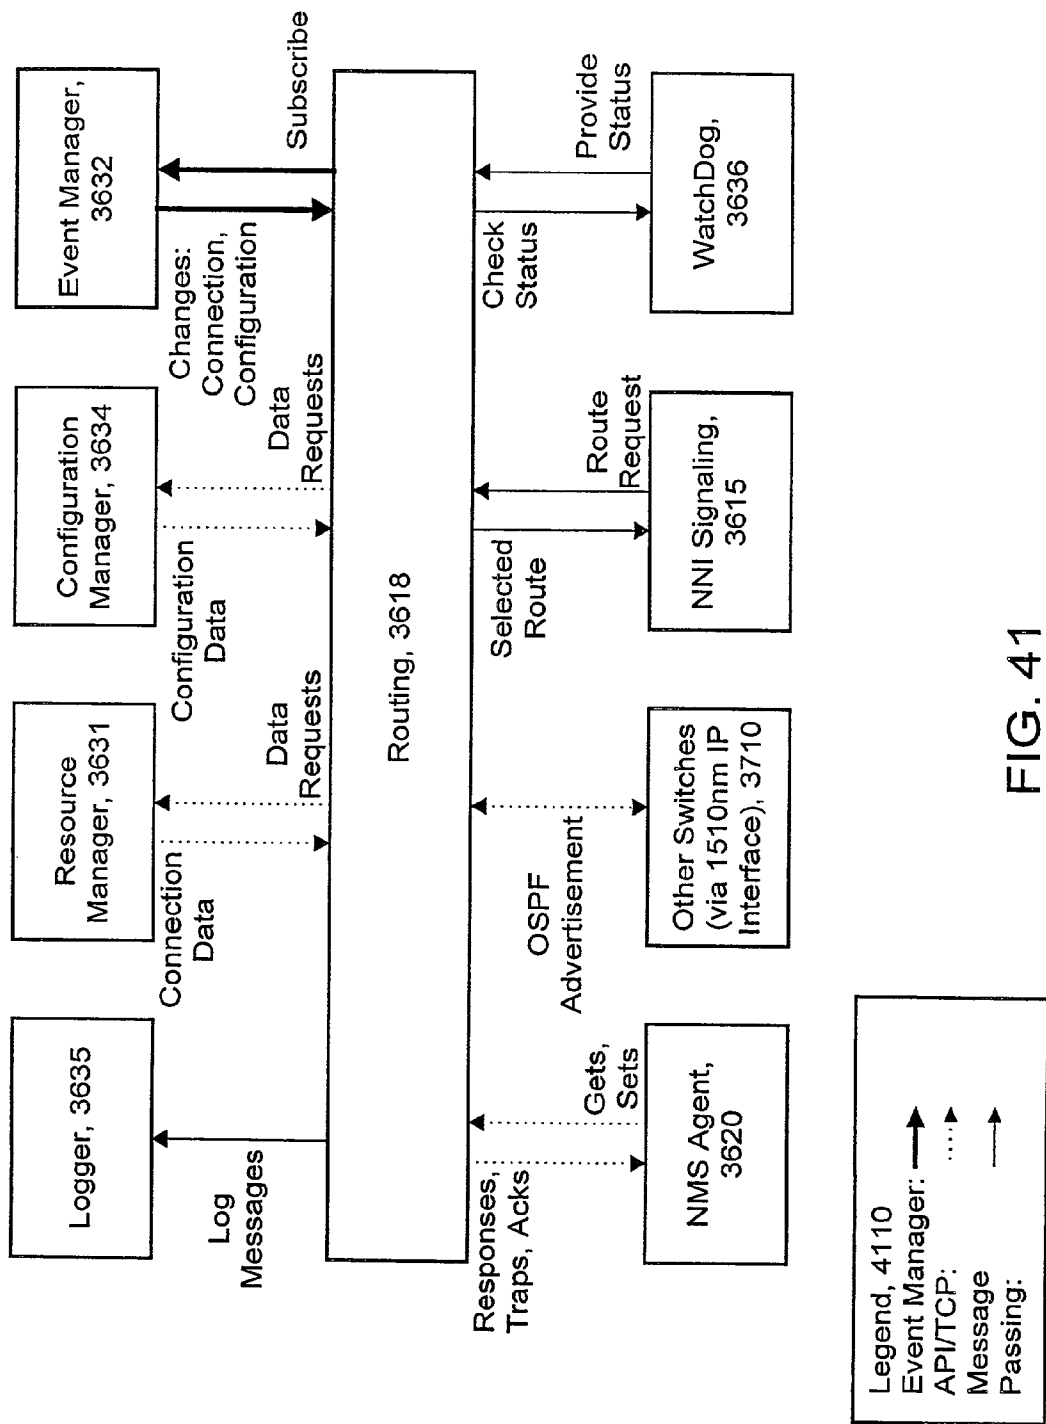 Logger, 3635
Resource
Manager, 3631
Configuration
Manager, 3634
Event Manager,
3632
Log
Messages
Connection
Data
Data
Requests
Configuration
Data
Data
Requests
Changes:
Connection,
Configuration
Subscribe
Routing, 3618
Responses,
Traps, Acks
Gets,
Sets
OSPF
Advertisement
Selected
Route
Route
Request
Check
Status
Provide
Status
NMS Agent,
3620
Other Switches
(via 1510nm IP
Interface), 3710
NNI Signaling,
3615
WatchDog,
3636
Legend, 4110
Event Manager:
API/TCP:
Message
Passing:
FIG. 41